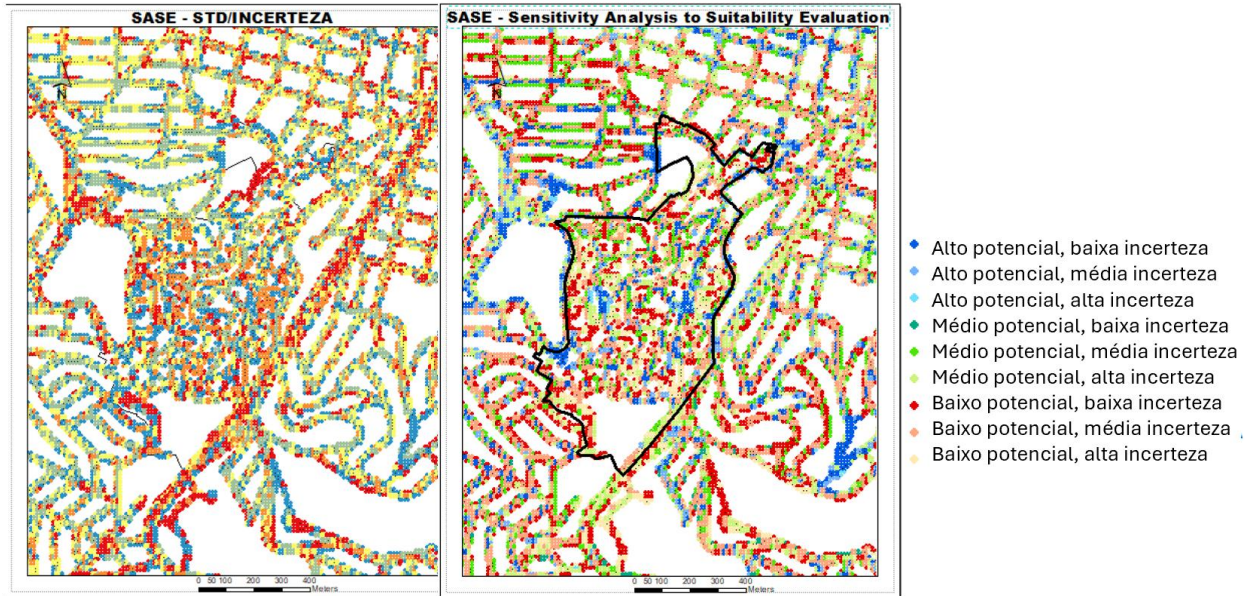 SASE - STD/INCERTEZA
SASE - Sensitivity Analysis to Suitability Evaluation
N
N
Alto potencial, baixa incerteza
Alto potencial, média incerteza
Alto potencial, alta incerteza
Médio potencial, baixa incerteza
Médio potencial, média incerteza
Médio potencial, alta incerteza
Baixo potencial, baixa incerteza
Baixo potencial, média incerteza
Baixo potencial, alta incerteza
0 50 100 200 300 400
Meters
0 50 100 200 300 400
Meters